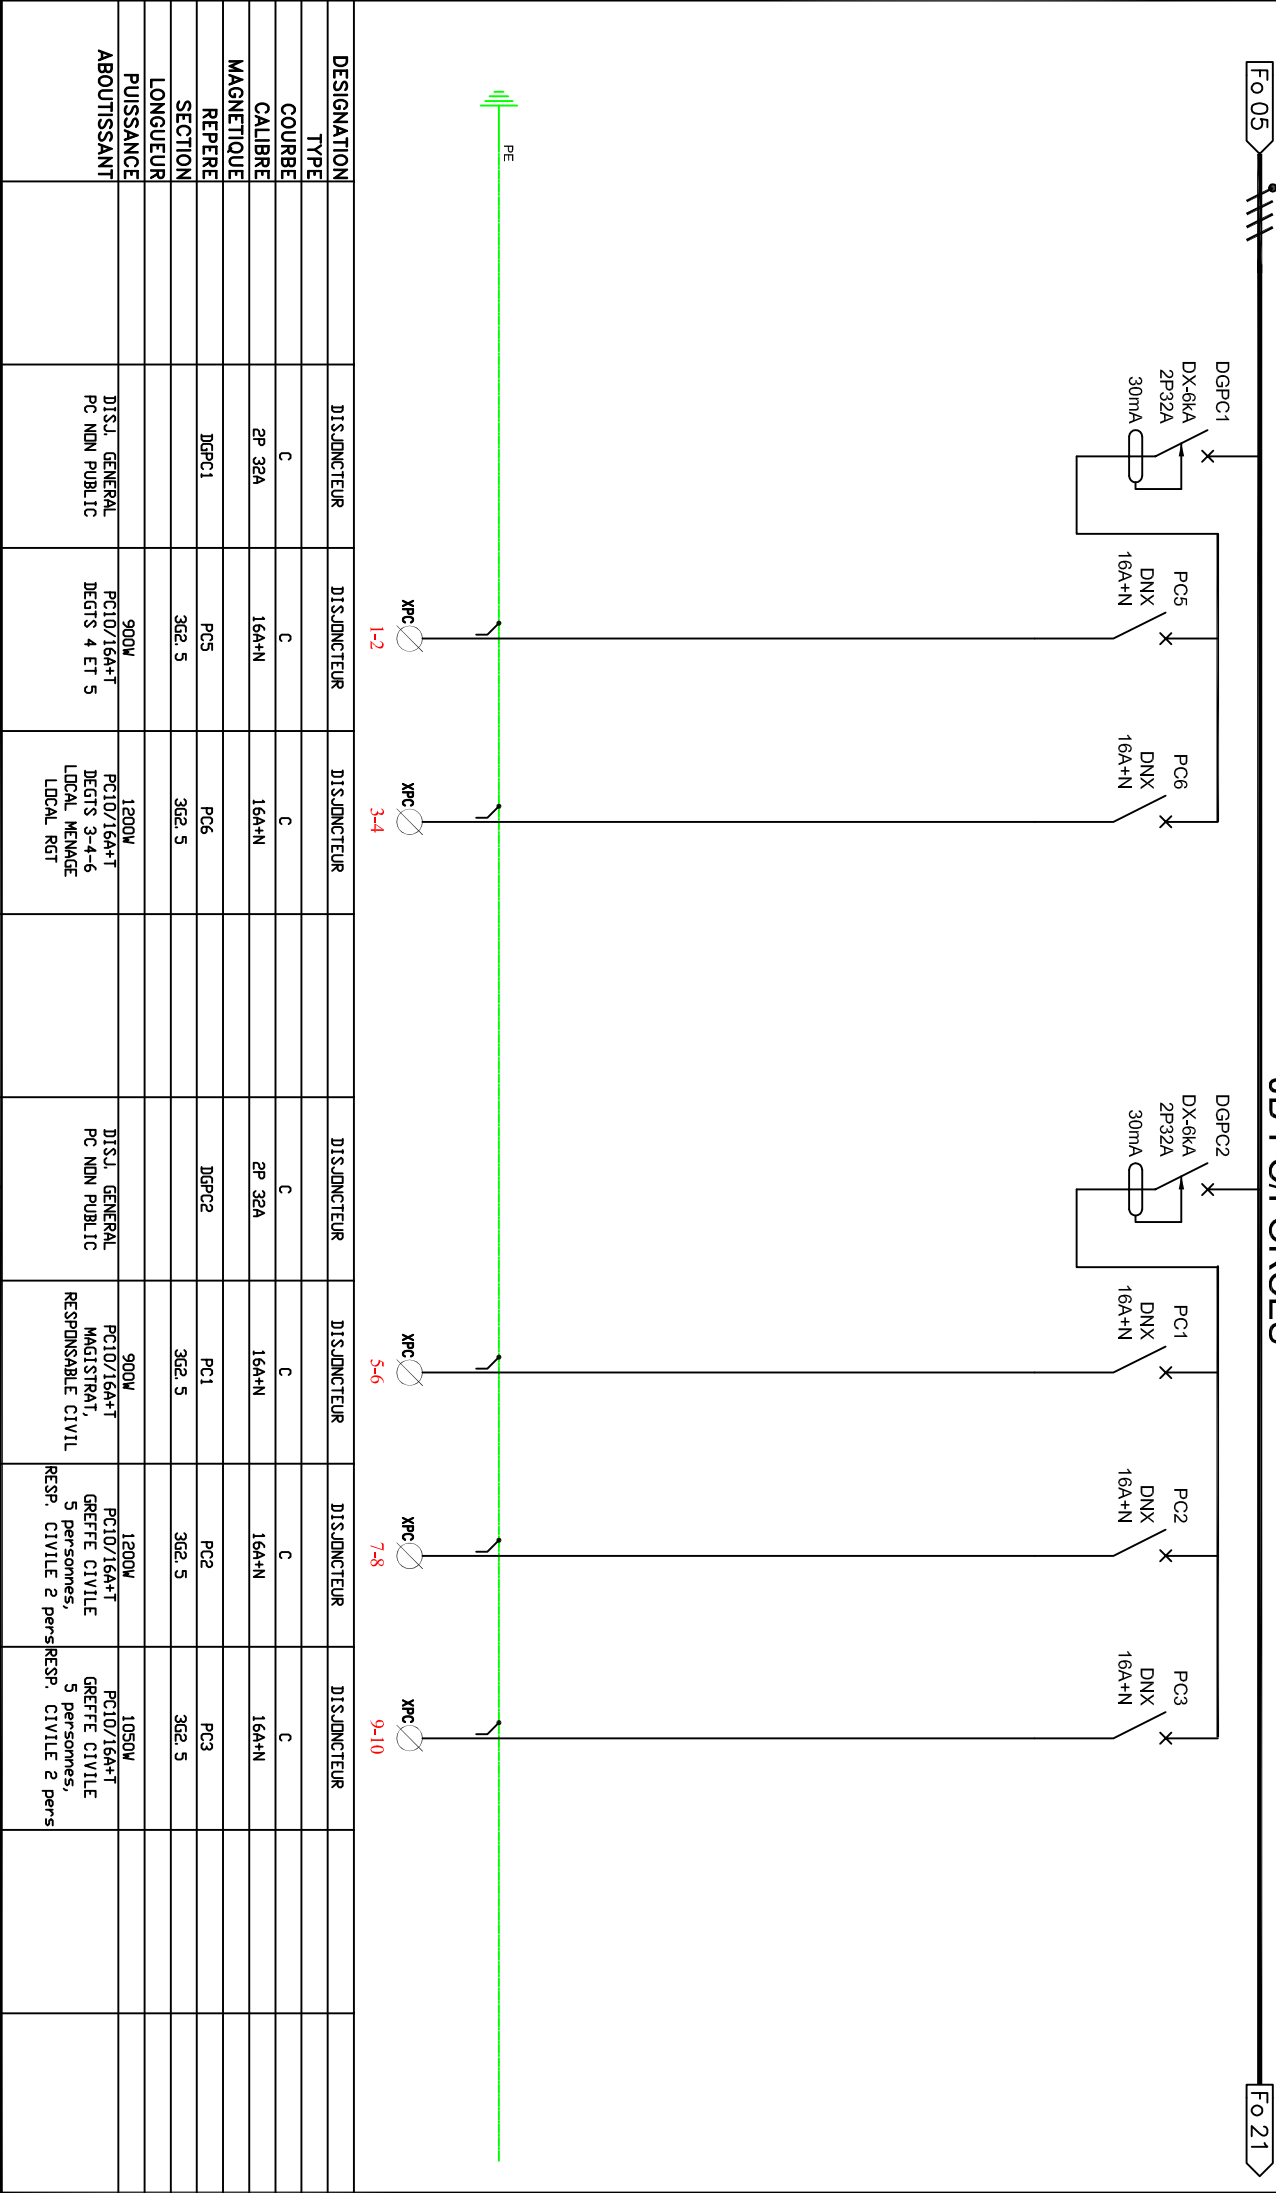 Fo 05
Fo 21
DGPC1
DX-6kA
2P32A
30mA
PC5
DNX
16A+N
PC6
DNX
16A+N
DGPC2
DX-6kA
2P32A
30mA
PC1
DNX
16A+N
PC2
DNX
16A+N
PC3
DNX
16A+N
PE
XPC
1-2
XPC
3-4
XPC
5-6
XPC
7-8
XPC
9-10
DESIGNATION DISJONCTEUR DISJONCTEUR DISJONCTEUR DISJONCTEUR DISJONCTEUR DISJONCTEUR DISJONCTEUR
TYPE
COURBE C C C C C C C
CALIBRE 2P 32A 16A+N 16A+N 2P 32A 16A+N 16A+N 16A+N
MAGNETIQUE
REPERE DGPC1 PC5 PC6 DGPC2 PC1 PC2 PC3
SECTION 3G2.5 3G2.5 3G2.5 3G2.5 3G2.5
LONGUEUR
PUISSANCE 900W 1200W 900W 1200W 1050W
ABOUTISSANT
DISJ. GENERAL
PC NON PUBLIC
PC10/16A+T
DEGTS 4 ET 5
PC10/16A+T
DEGTS 3-4-6
LOCAL MENAGE
LOCAL RGT
DISJ. GENERAL
PC NON PUBLIC
PC10/16A+T
MAGISTRAT,
RESPONSABLE CIVIL
PC10/16A+T
GREFFE CIVILE
5 personnes,
RESP. CIVILE 2 pers
PC10/16A+T
GREFFE CIVILE
5 personnes,
RESP. CIVILE 2 pers